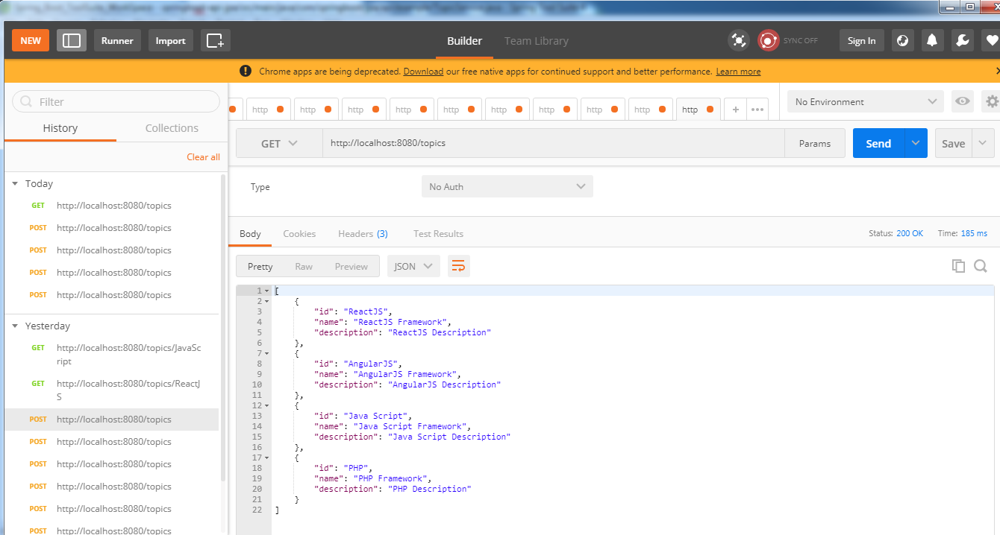 NEW Runner Import Builder Team Library SYNC OFF Sign In
! Chrome apps are being deprecated. Download our free native apps for continued support and better performance. Learn more
Filter
History Collections
Clear all
Today
GET http://localhost:8080/topics
POST http://localhost:8080/topics
POST http://localhost:8080/topics
POST http://localhost:8080/topics
POST http://localhost:8080/topics
Yesterday
GET http://localhost:8080/topics/JavaSc
ript
GET http://localhost:8080/topics/ReactJ
S
POST http://localhost:8080/topics
POST http://localhost:8080/topics
POST http://localhost:8080/topics
POST http://localhost:8080/topics
POST http://localhost:8080/topics
POST http://localhost:8080/topics
http http http http http http http http http http + •••
No Environment
GET http://localhost:8080/topics Params Send Save
Type No Auth
Body Cookies Headers (3) Test Results Status: 200 OK Time: 185 ms
Pretty Raw Preview JSON
1 [
2 {
3 "id": "ReactJS",
4 "name": "ReactJS Framework",
5 "description": "ReactJS Description"
6 },
7 {
8 "id": "AngularJS",
9 "name": "AngularJS Framework",
10 "description": "AngularJS Description"
11 },
12 {
13 "id": "Java Script",
14 "name": "Java Script Framework",
15 "description": "Java Script Description"
16 },
17 {
18 "id": "PHP",
19 "name": "PHP Framework",
20 "description": "PHP Description"
21 }
22 ]